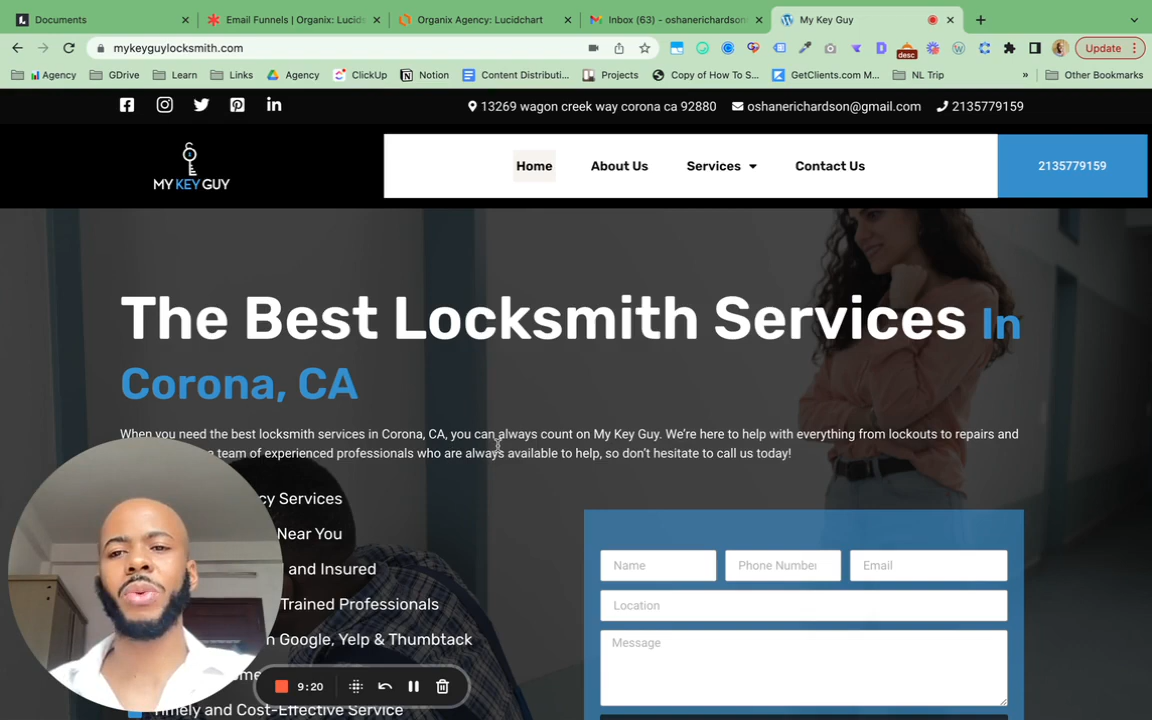 Documents
Email Funnels | Organix: Lucids
Organix Agency: Lucidchart
Inbox (63) – oshanerichardson
My Key Guy
mykeyguylocksmith.com
Update
Agency
GDrive
Learn
Links
Agency
ClickUp
Notion
Content Distributi...
Projects
Copy of How To S...
GetClients.com M...
NL Trip
»
Other Bookmarks
desc
13269 wagon creek way corona ca 92880
oshanerichardson@gmail.com
2135779159
MY KEY GUY
Home
About Us
Services
Contact Us
2135779159
The Best Locksmith Services In
Corona, CA
When you need the best locksmith services in Corona, CA, you can always count on My Key Guy. We're here to help with everything from lockouts to repairs and
team of experienced professionals who are always available to help, so don't hesitate to call us today!
cy Services
Near You
and Insured
Trained Professionals
n Google, Yelp & Thumbtack
Timely and Cost-Effective Service
Name
Phone Number
Email
Location
Message
9:20